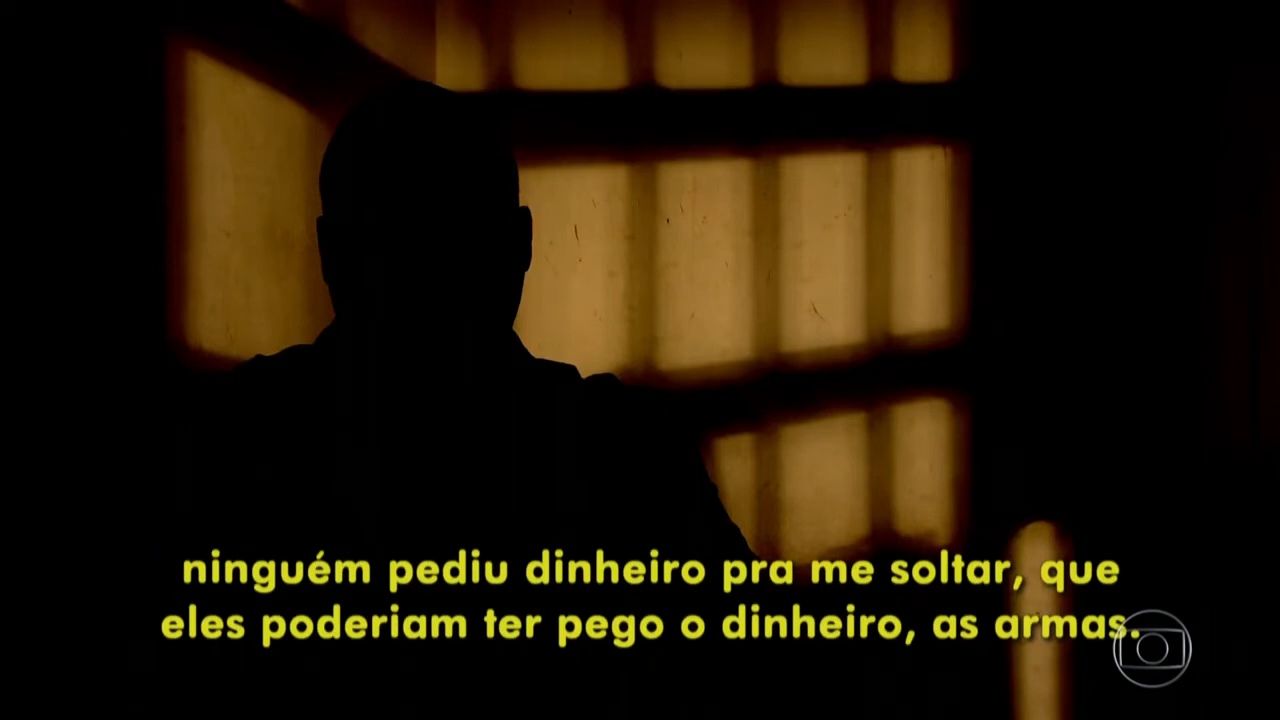 ninguém pediu dinheiro pra me soltar, que
eles poderiam ter pego o dinheiro, as armas.